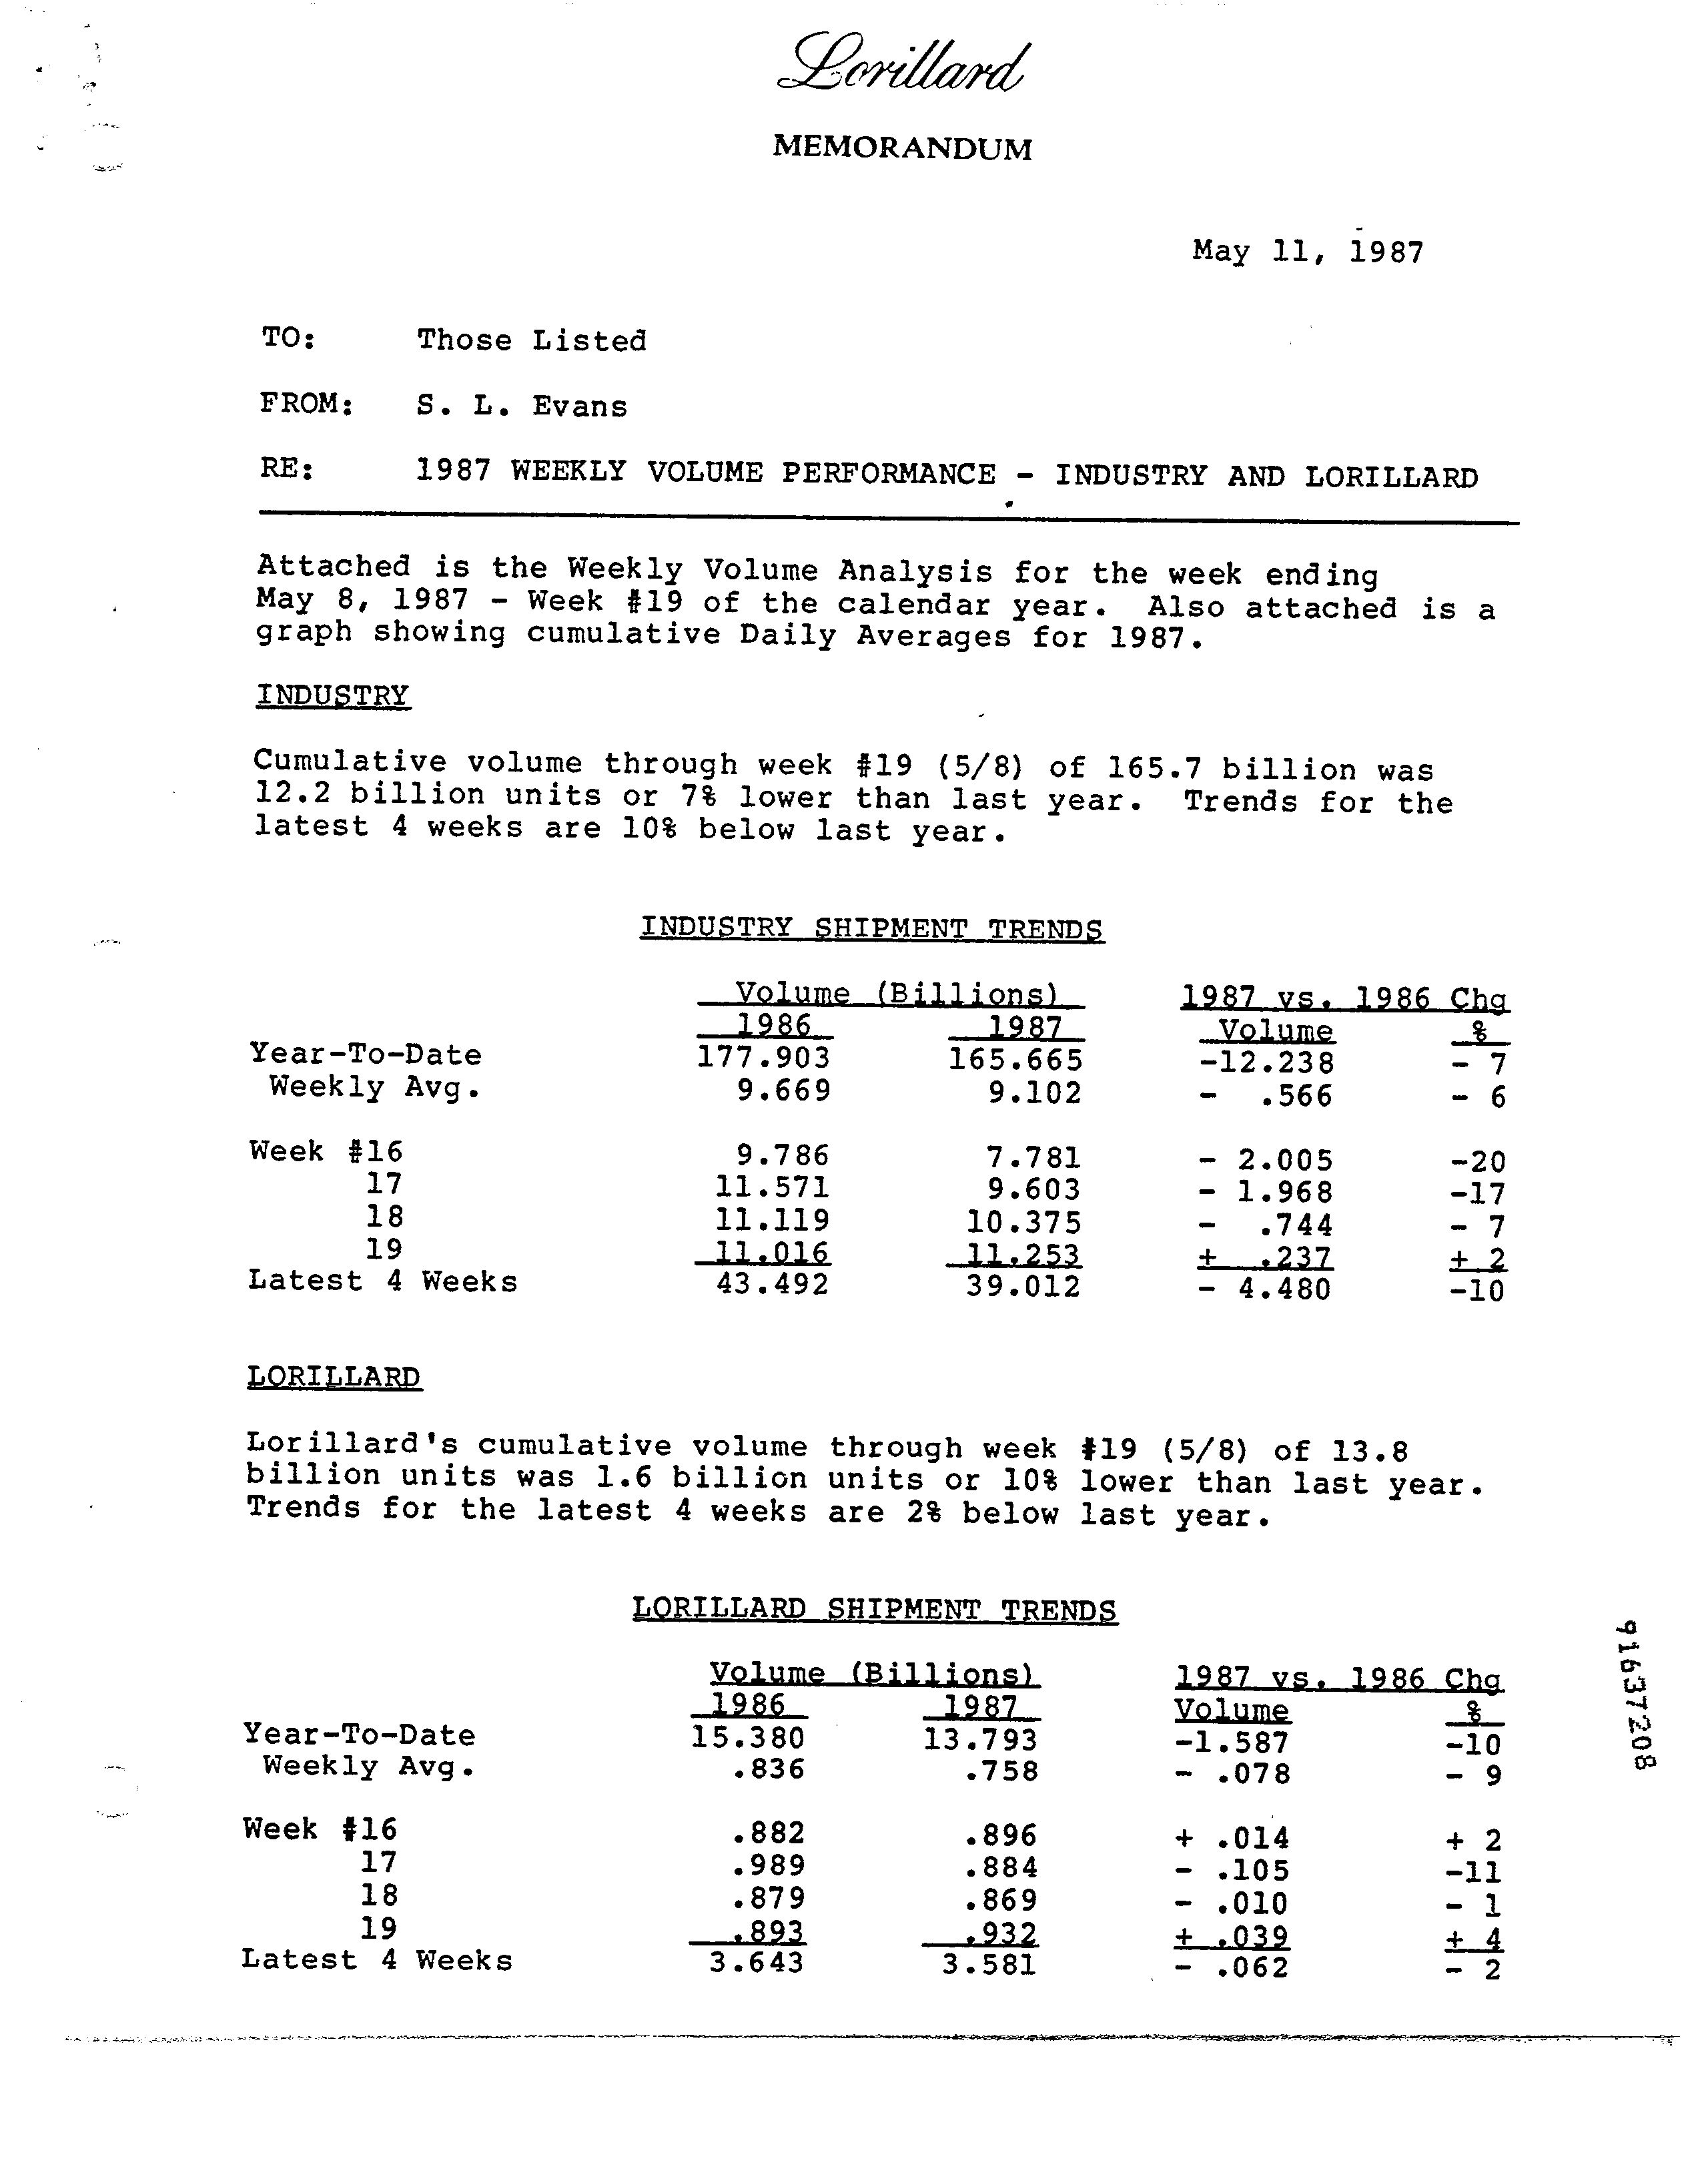 Lorillard
MEMORANDUM
May 11, 1987
TO: Those Listed
FROM: S. L. Evans
RE: 1987 WEEKLY VOLUME PERFORMANCE - INDUSTRY AND LORILLARD
Attached is the Weekly Volume Analysis for the week ending
May 8, 1987 - Week #19 of the calendar year. Also attached is a
graph showing cumulative Daily Averages for 1987.
INDUSTRY
Cumulative volume through week #19 (5/8) of 165.7 billion was
12.2 billion units or 7% lower than last year. Trends for the
latest 4 weeks are 10% below last year.
INDUSTRY SHIPMENT TRENDS
Volume (Billions) 1987 vs. 1986 Chg
1986 1987 Volume %
Year-To-Date 177.903 165.665 -12.238 - 7
Weekly Avg. 9.669 9.102 - .566 - 6
Week #16 9.786 7.781 - 2.005 -20
17 11.571 9.603 - 1.968 -17
18 11.119 10.375 - .744 - 7
19 11.016 11.253 + .237 + 2
Latest 4 Weeks 43.492 39.012 - 4.480 -10
LORILLARD
Lorillard's cumulative volume through week #19 (5/8) of 13.8
billion units was 1.6 billion units or 10% lower than last year.
Trends for the latest 4 weeks are 2% below last year.
LORILLARD SHIPMENT TRENDS
Volume (Billions) 1987 vs. 1986 Chg
1986 1987 Volume %
Year-To-Date 15.380 13.793 -1.587 -10
Weekly Avg. .836 .758 - .078 - 9
Week #16 .882 .896 + .014 + 2
17 .989 .884 - .105 -11
18 .879 .869 - .010 - 1
19 .893 .932 + .039 + 4
Latest 4 Weeks 3.643 3.581 - .062 - 2
91637208